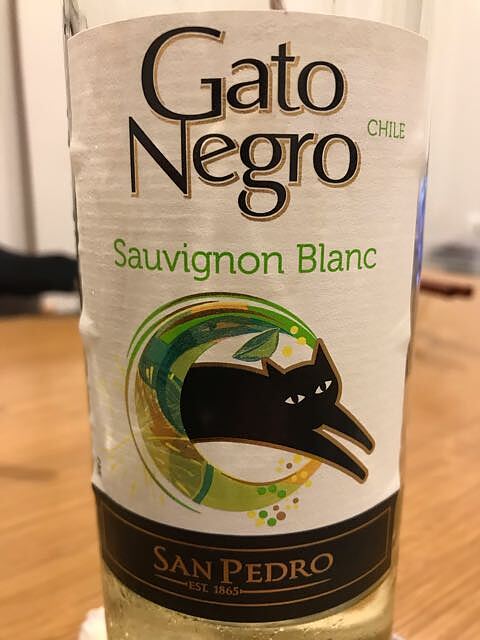 Gato
Negro
CHILE
Sauvignon Blanc
SAN PEDRO
EST. 1865